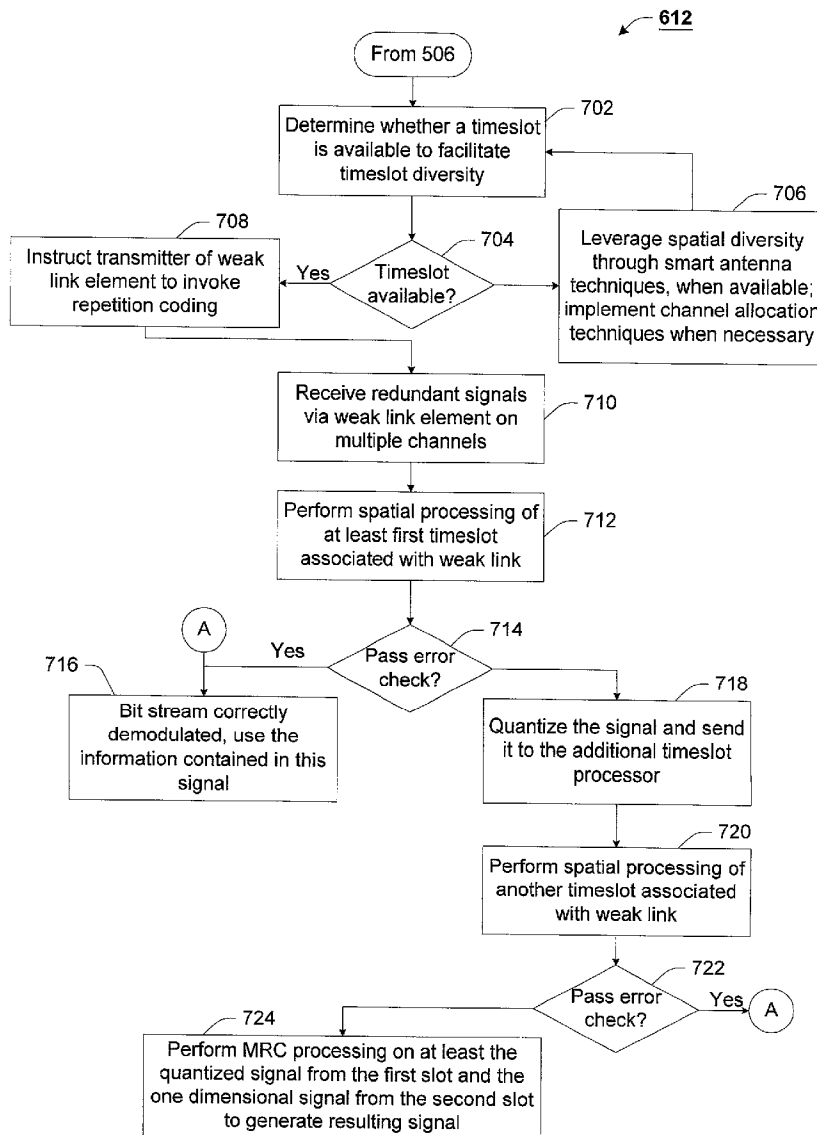 612
From 506
702
Determine whether a timeslot
is available to facilitate
timeslot diversity
706
Leverage spatial diversity
through smart antenna
techniques, when available;
implement channel allocation
techniques when necessary
708
Instruct transmitter of weak
link element to invoke
repetition coding
704
Yes
Timeslot
available?
Receive redundant signals
via weak link element on
multiple channels
710
Perform spatial processing of
at least first timeslot
associated with weak link
712
A
714
Yes
Pass error
check?
716
Bit stream correctly
demodulated, use the
information contained in this
signal
718
Quantize the signal and send
it to the additional timeslot
processor
720
Perform spatial processing of
another timeslot associated
with weak link
722
Pass error
check?
Yes
A
724
Perform MRC processing on at least the
quantized signal from the first slot and the
one dimensional signal from the second slot
to generate resulting signal